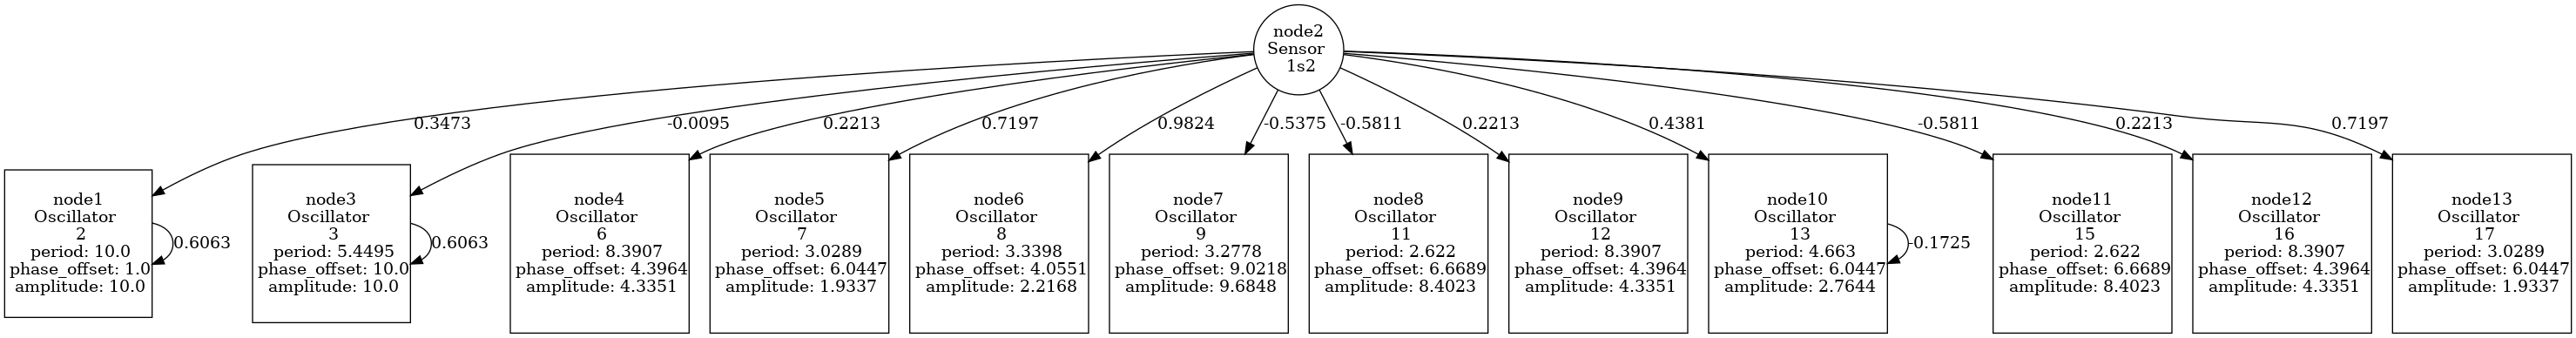 node2
Sensor
1s2
0.3473
-0.0095
0.2213
0.7197
0.9824
-0.5375
-0.5811
0.2213
0.4381
-0.5811
0.2213
0.7197
node1
Oscillator
2
period: 10.0
phase_offset: 1.0
amplitude: 10.0
0.6063
node3
Oscillator
3
period: 5.4495
phase_offset: 10.0
amplitude: 10.0
0.6063
node4
Oscillator
6
period: 8.3907
phase_offset: 4.3964
amplitude: 4.3351
node5
Oscillator
7
period: 3.0289
phase_offset: 6.0447
amplitude: 1.9337
node6
Oscillator
8
period: 3.3398
phase_offset: 4.0551
amplitude: 2.2168
node7
Oscillator
9
period: 3.2778
phase_offset: 9.0218
amplitude: 9.6848
node8
Oscillator
11
period: 2.622
phase_offset: 6.6689
amplitude: 8.4023
node9
Oscillator
12
period: 8.3907
phase_offset: 4.3964
amplitude: 4.3351
node10
Oscillator
13
period: 4.663
phase_offset: 6.0447
amplitude: 2.7644
-0.1725
node11
Oscillator
15
period: 2.622
phase_offset: 6.6689
amplitude: 8.4023
node12
Oscillator
16
period: 8.3907
phase_offset: 4.3964
amplitude: 4.3351
node13
Oscillator
17
period: 3.0289
phase_offset: 6.0447
amplitude: 1.9337